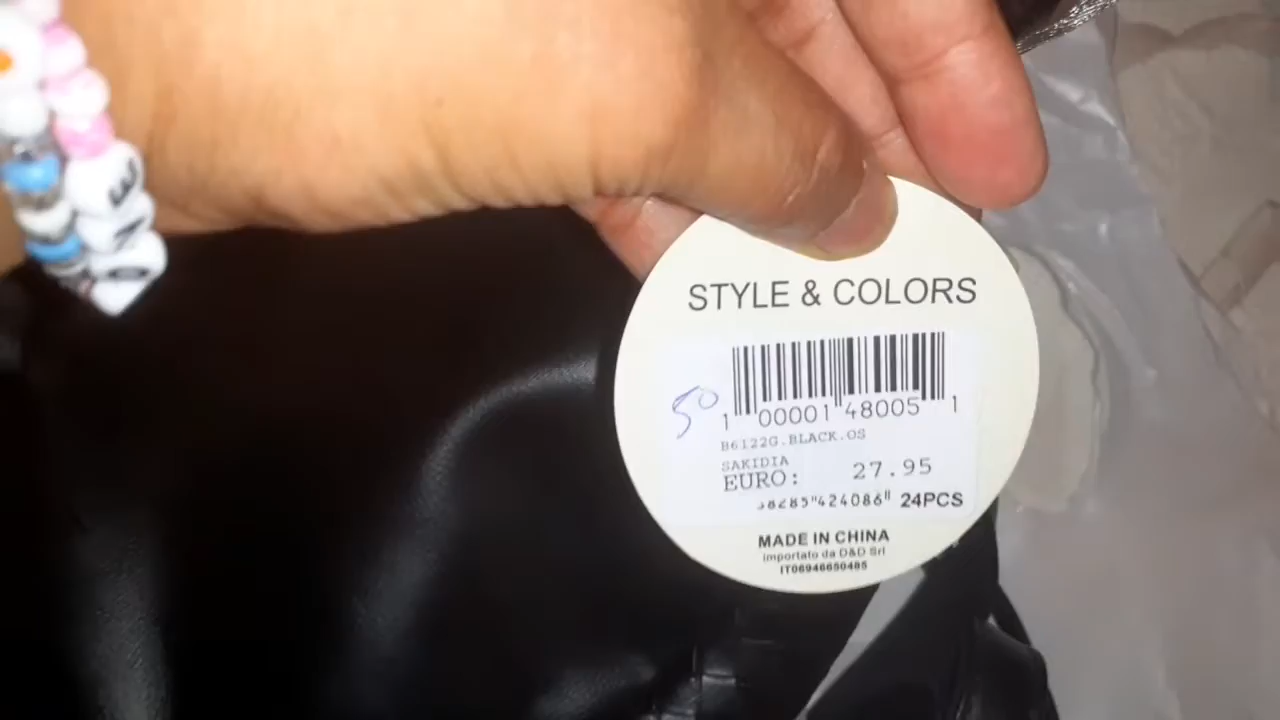 STYLE & COLORS
50
1 00001 48005 1
B6122G.BLACK.OS
SAKIDIA
EURO: 27.95
24PCS
MADE IN CHINA
importato da D&D Srl
IT06946650485